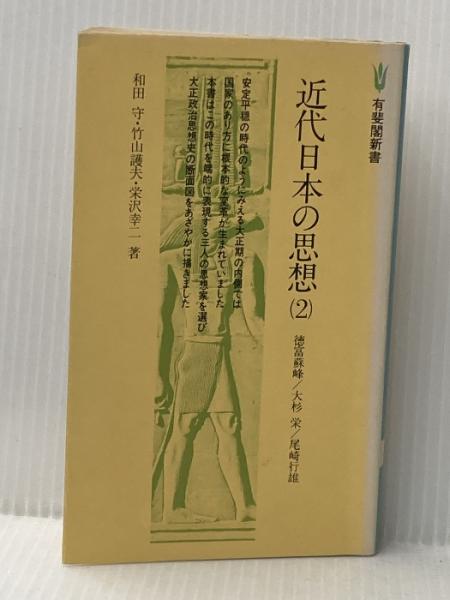 有斐閣新書
近代日本の思想(2)
徳富蘇峰/大杉 栄/尾崎行雄
安定平穏の時代のようにみえる大正期の内側では
国家のあり方に根本的な変革が生まれていました
本書はこの時代を端的に表現する三人の思想家を選び
大正政治思想史の断面図をあざやかに描きました
和田 守・竹山護夫・栄沢幸二 著